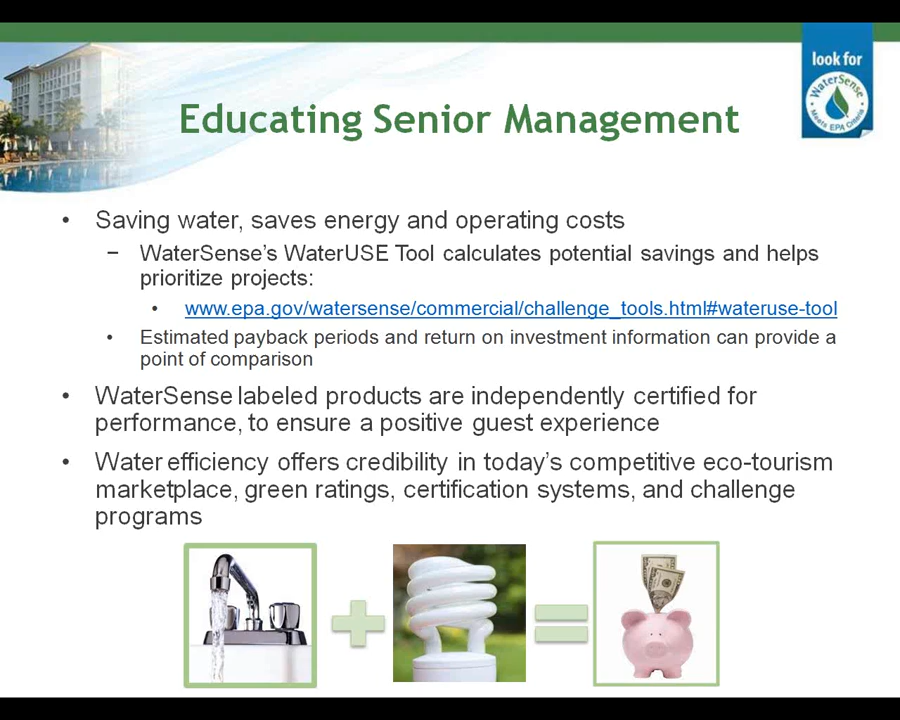 look for
WaterSense
Meets EPA Criteria
Educating Senior Management
• Saving water, saves energy and operating costs
− WaterSense’s WaterUSE Tool calculates potential savings and helps
prioritize projects:
• www.epa.gov/watersense/commercial/challenge_tools.html#wateruse-tool
• Estimated payback periods and return on investment information can provide a
point of comparison
• WaterSense labeled products are independently certified for
performance, to ensure a positive guest experience
• Water efficiency offers credibility in today’s competitive eco-tourism
marketplace, green ratings, certification systems, and challenge
programs